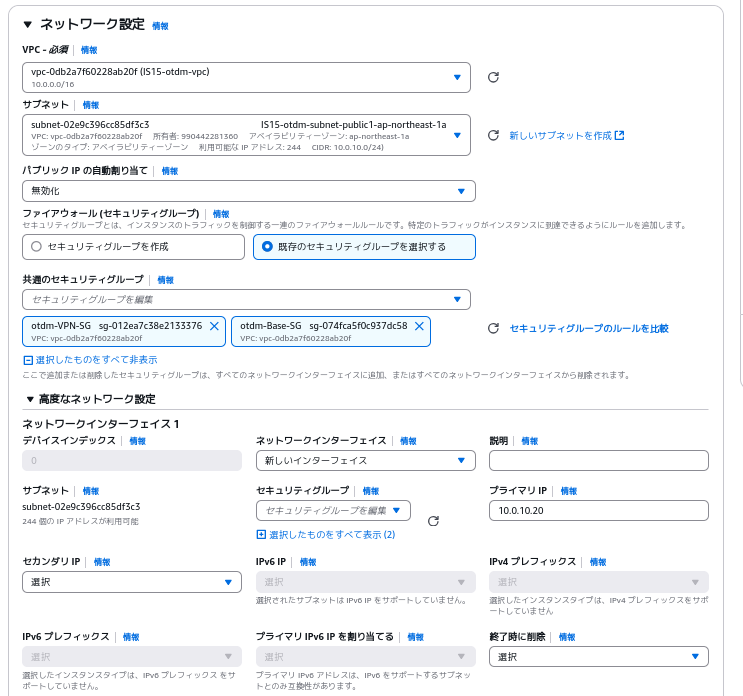 ▼ ネットワーク設定 情報
VPC - 必須 情報
vpc-0db2a7f60228ab20f (IS15-otdm-vpc)
10.0.0.0/16
サブネット 情報
subnet-02e9c396cc85df3c3 IS15-otdm-subnet-public1-ap-northeast-1a
VPC: vpc-0db2a7f60228ab20f 所有者: 990442281360 アベイラビリティーゾーン: ap-northeast-1a
ゾーンのタイプ: アベイラビリティーゾーン 利用可能な IP アドレス: 244 CIDR: 10.0.10.0/24)
新しいサブネットを作成
パブリック IP の自動割り当て 情報
無効化
ファイアウォール (セキュリティグループ) 情報
セキュリティグループとは、インスタンスのトラフィックを制御する一連のファイアウォールルールです。特定のトラフィックがインスタンスに到達できるようにルールを追加します。
セキュリティグループを作成 既存のセキュリティグループを選択する
共通のセキュリティグループ 情報
セキュリティグループを編集
otdm-VPN-SG sg-012ea7c38e2133376 ✕ otdm-Base-SG sg-074fca5f0c937dc58 ✕
VPC: vpc-0db2a7f60228ab20f VPC: vpc-0db2a7f60228ab20f
セキュリティグループのルールを比較
選択したものをすべて非表示
ここで追加または削除したセキュリティグループは、すべてのネットワークインターフェイスに追加、またはすべてのネットワークインターフェイスから削除されます。
▼ 高度なネットワーク設定
ネットワークインターフェイス 1
デバイスインデックス 情報 ネットワークインターフェイス 情報 説明 情報
0 新しいインターフェイス
サブネット 情報 セキュリティグループ 情報 プライマリ IP 情報
subnet-02e9c396cc85df3c3 セキュリティグループを編集 10.0.10.20
244 個の IP アドレスが利用可能
選択したものをすべて表示 (2)
セカンダリ IP 情報 IPv6 IP 情報 IPv4 プレフィックス 情報
選択 選択 選択
選択されたサブネットは IPv6 IP をサポートしていません。 選択したインスタンスタイプは、IPv4 プレフィックスをサポ
ートしていません
IPv6 プレフィックス 情報 プライマリ IPv6 IP を割り当てる 情報 終了時に削除 情報
選択 選択 選択
選択したインスタンスタイプは、IPv6 プレフィックス をサ プライマリ IPv6 アドレスは、IPv6 をサポートするサブネッ
ポートしていません。 トとのみ互換性があります。